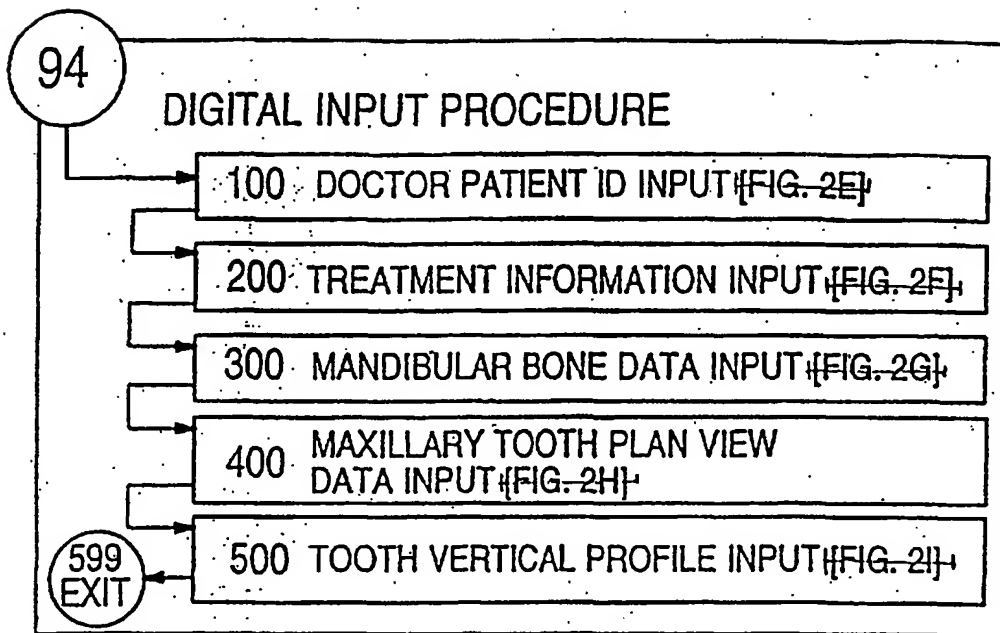 94
DIGITAL INPUT PROCEDURE
100 DOCTOR PATIENT ID INPUT [FIG. 2E]
200 TREATMENT INFORMATION INPUT [FIG. 2F]
300 MANDIBULAR BONE DATA INPUT [FIG. 2G]
400 MAXILLARY TOOTH PLAN VIEW
DATA INPUT [FIG. 2H]
500 TOOTH VERTICAL PROFILE INPUT [FIG. 2I]
599
EXIT